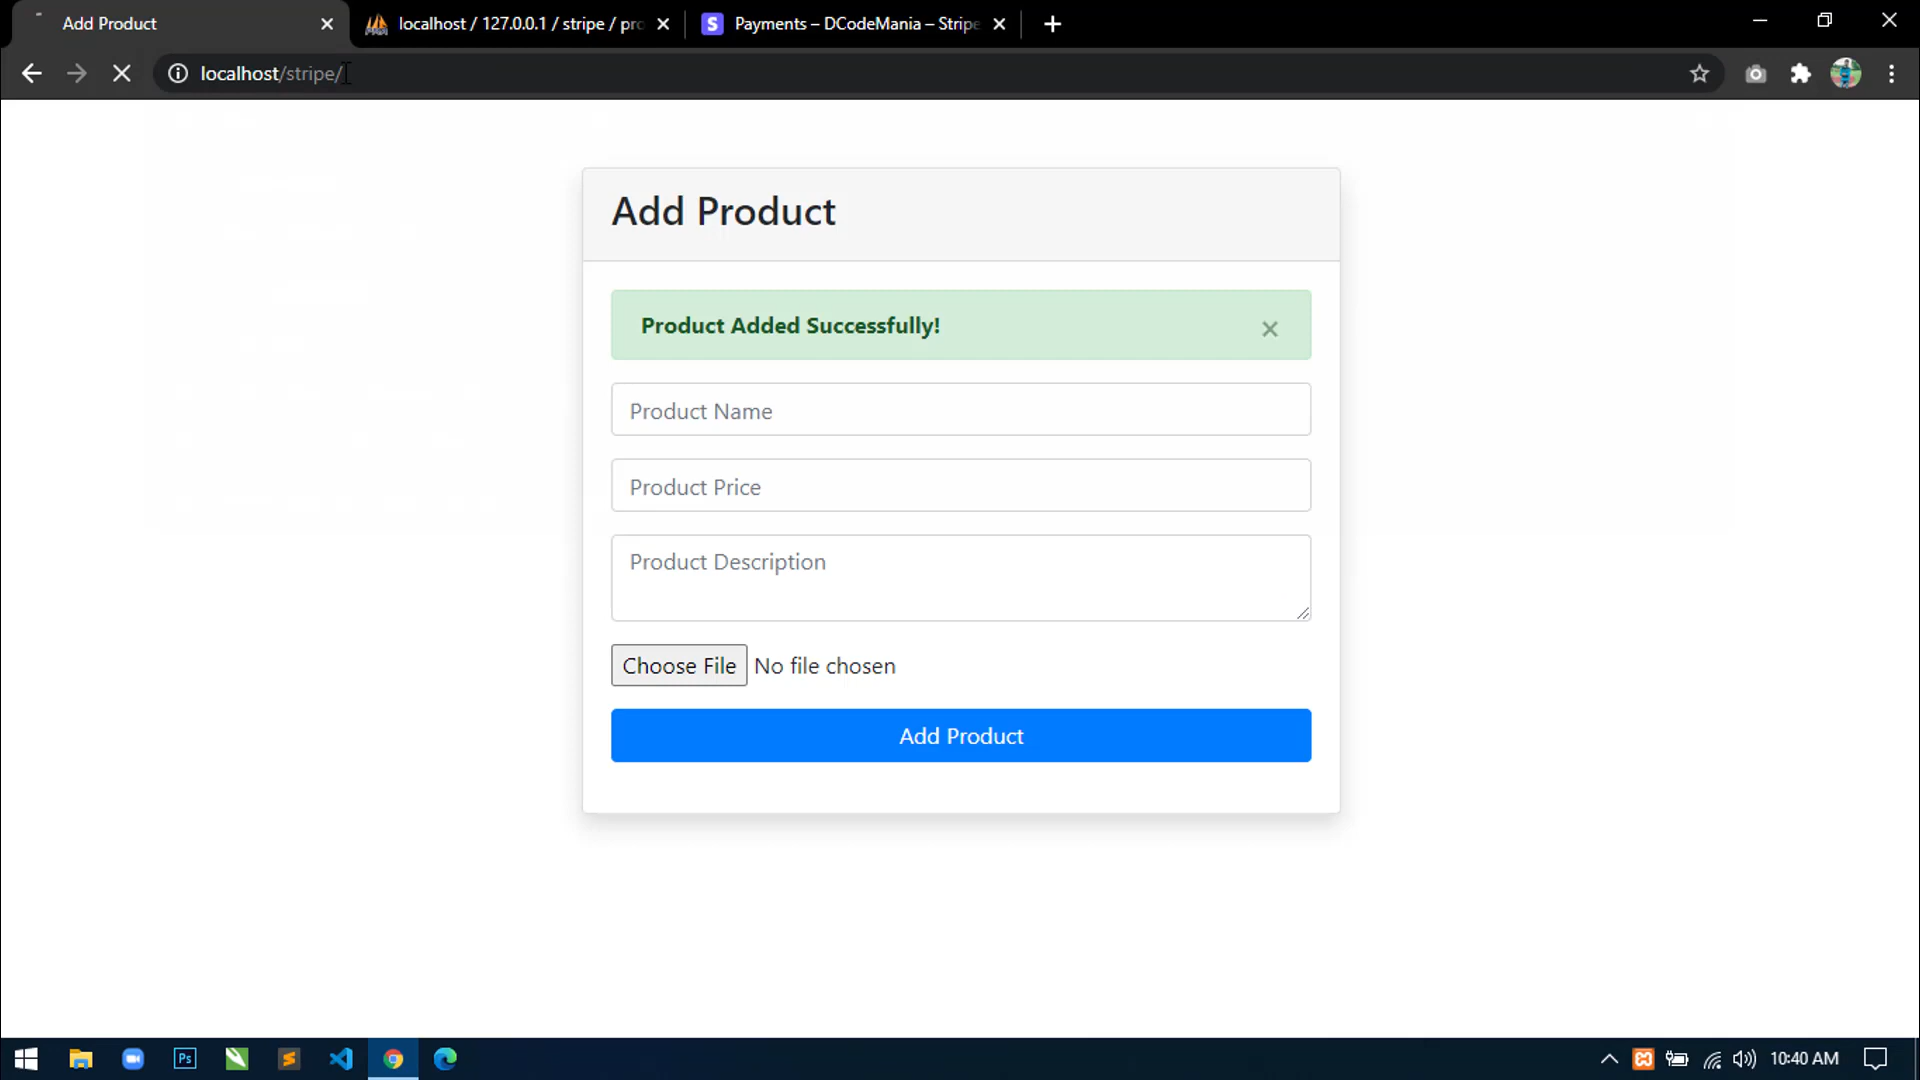 Add Product
localhost / 127.0.0.1 / stripe / pro
Payments – DCodeMania – Stripe
localhost/stripe/
Add Product
Product Added Successfully!
Product Name
Product Price
Product Description
Choose File No file chosen
Add Product
10:40 AM